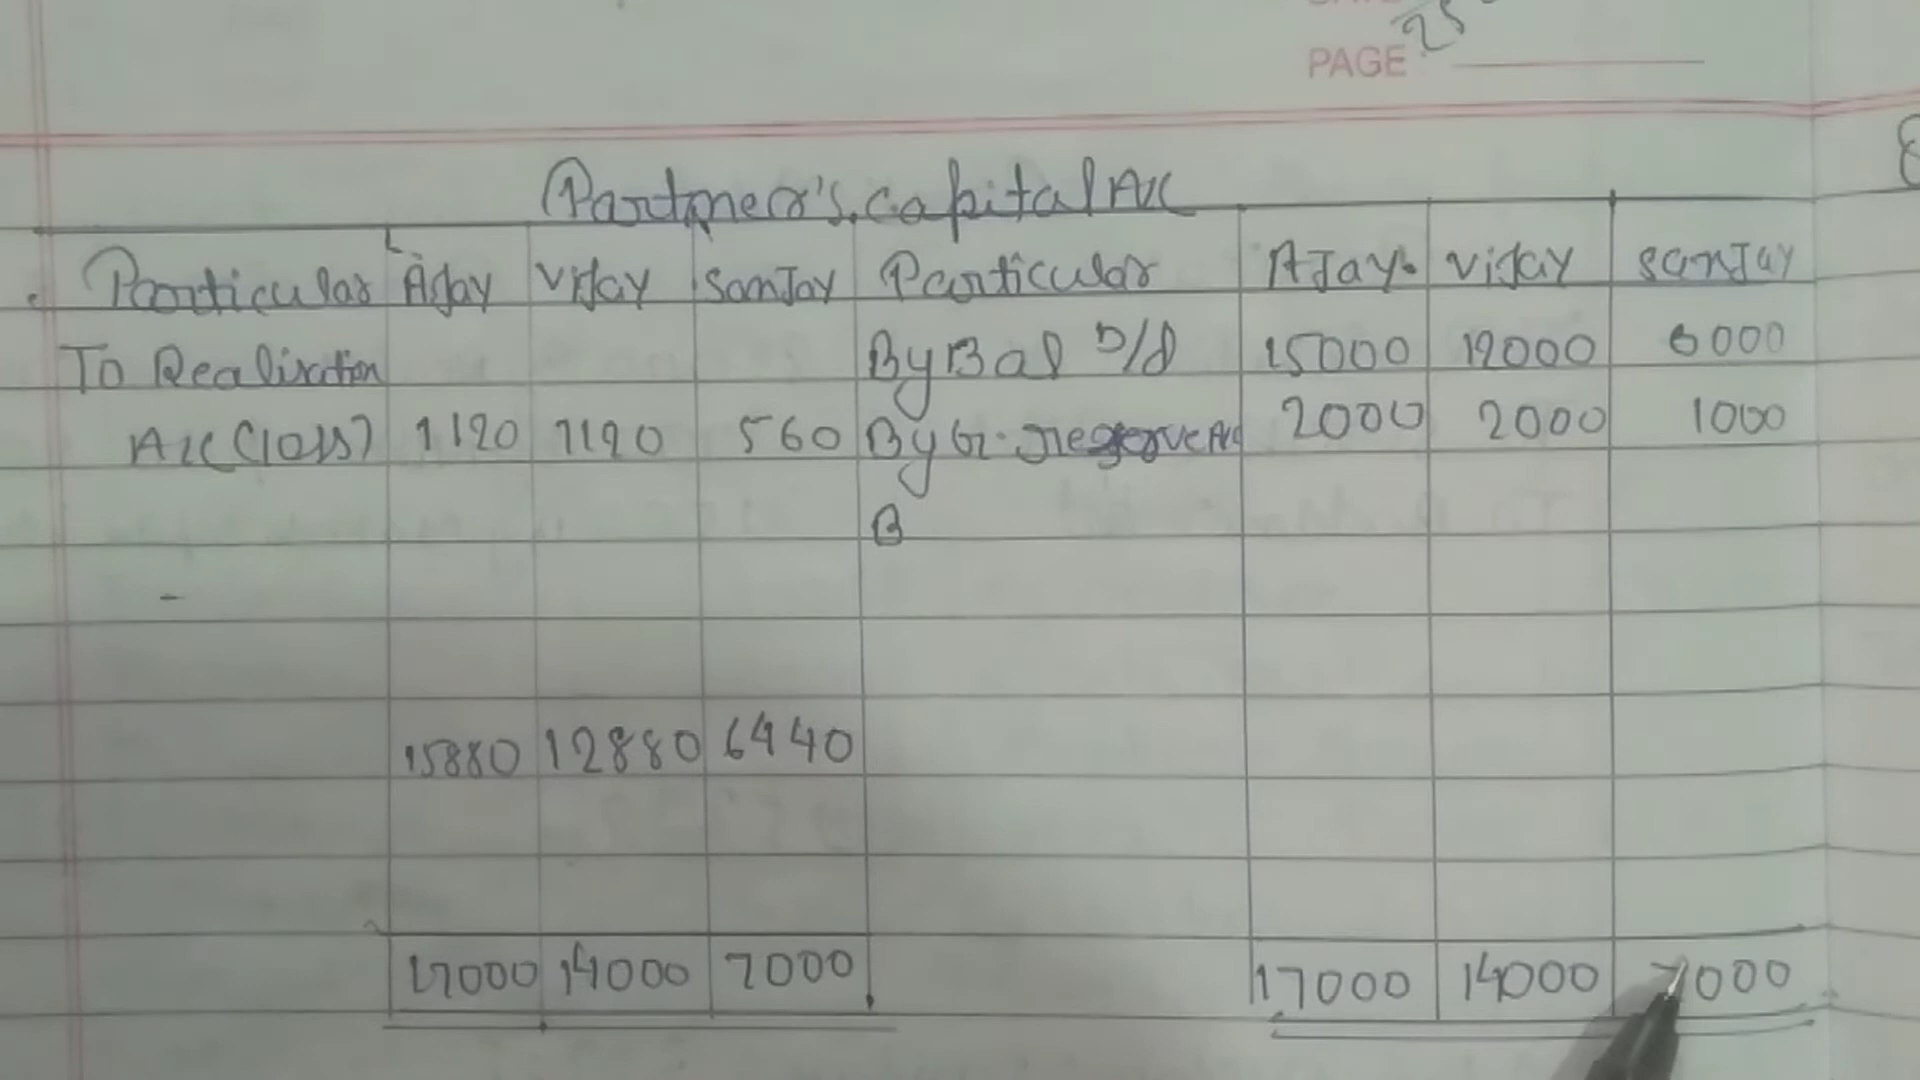 25
PAGE
Partner's capital A/c
Particular Ajay Vijay Sanjay Particular AJay Vijay SanJay
To Realization By Bal b/d 15000 12000 6000
A/c (loss) 1120 1120 560 By G. reserve A/c 2000 2000 1000
B
-
15880 12880 6440
17000 14000 7000 17000 14000 7000